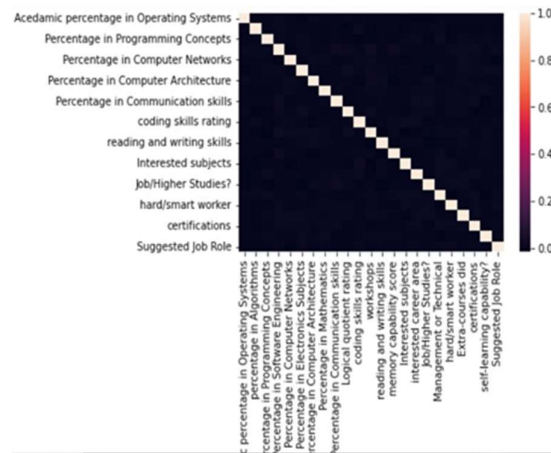 Acedamic percentage in Operating Systems
Percentage in Programming Concepts
Percentage in Computer Networks
Percentage in Computer Architecture
Percentage in Communication skills
coding skills rating
reading and writing skills
Interested subjects
Job/Higher Studies?
hard/smart worker
certifications
Suggested Job Role
1.0
0.8
0.6
0.4
0.2
0.0
c percentage in Operating Systems
percentage in Algorithms
rcentage in Programming Concepts
Percentage in Software Engineering
Percentage in Computer Networks
Percentage in Electronics Subjects
ercentage in Computer Architecture
Percentage in Mathematics
Percentage in Communication skills
Logical quotient rating
coding skills rating
workshops
reading and writing skills
memory capability score
Interested subjects
interested career area
Job/Higher Studies?
Management or Technical
hard/smart worker
Extra-courses did
certifications
self-learning capability?
Suggested Job Role